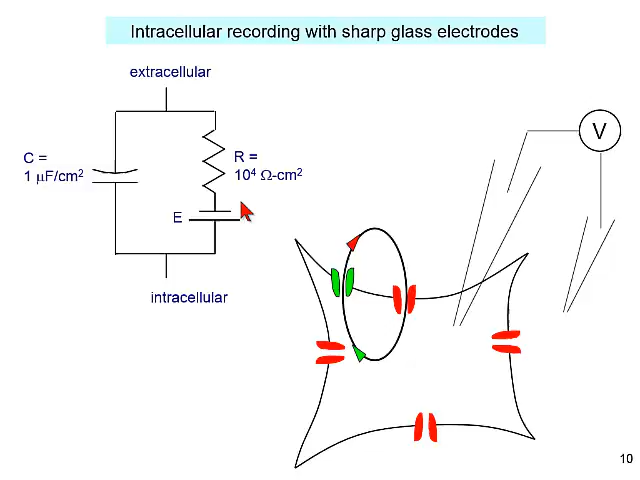 Intracellular recording with sharp glass electrodes
extracellular
C =
1 μF/cm²
R =
10⁴ Ω-cm²
E
intracellular
V
10